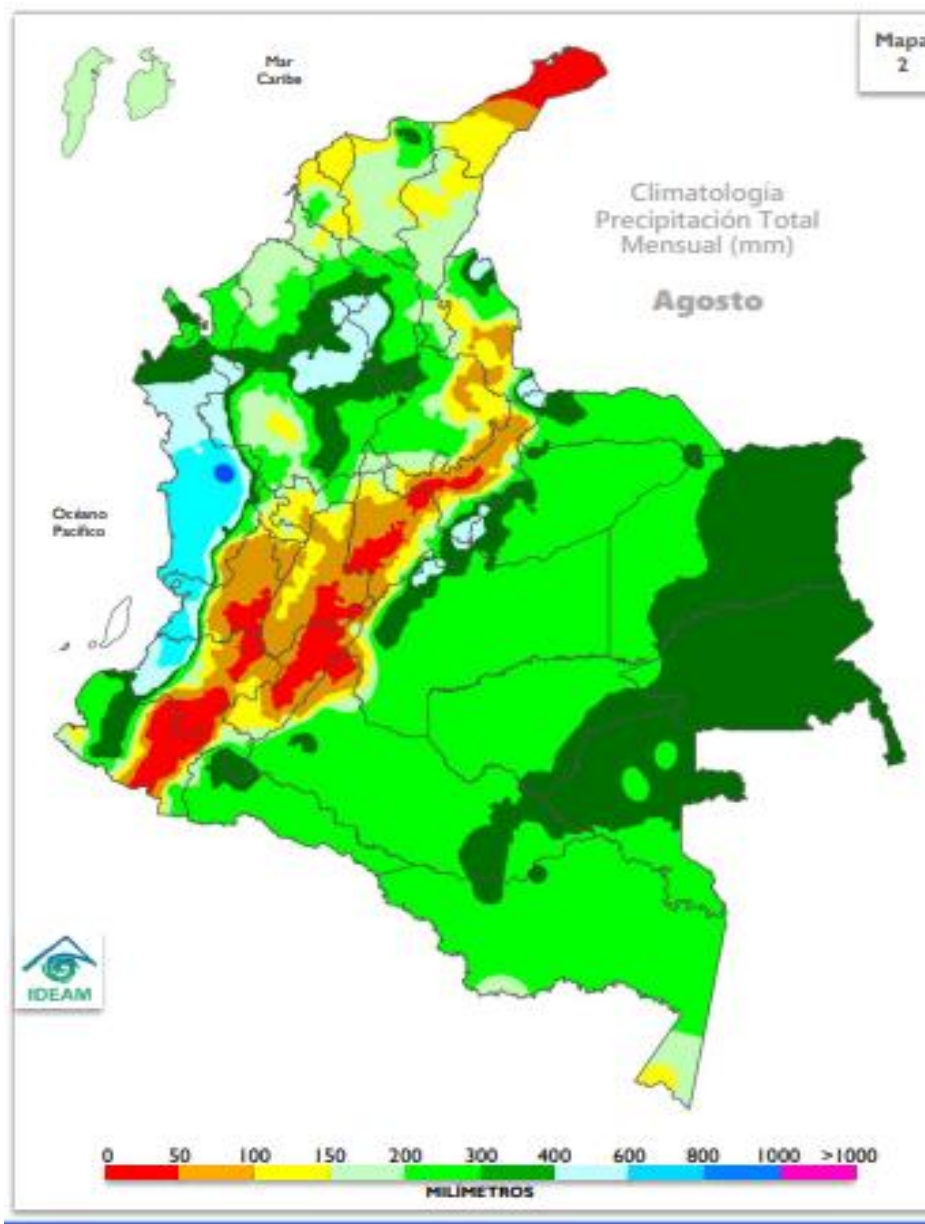 Mapa
2
Mar
Caribe
Climatología
Precipitación Total
Mensual (mm)
Agosto
Océano
Pacífico
IDEAM
0 50 100 150 200 300 400 600 800 1000 >1000
MILÍMETROS